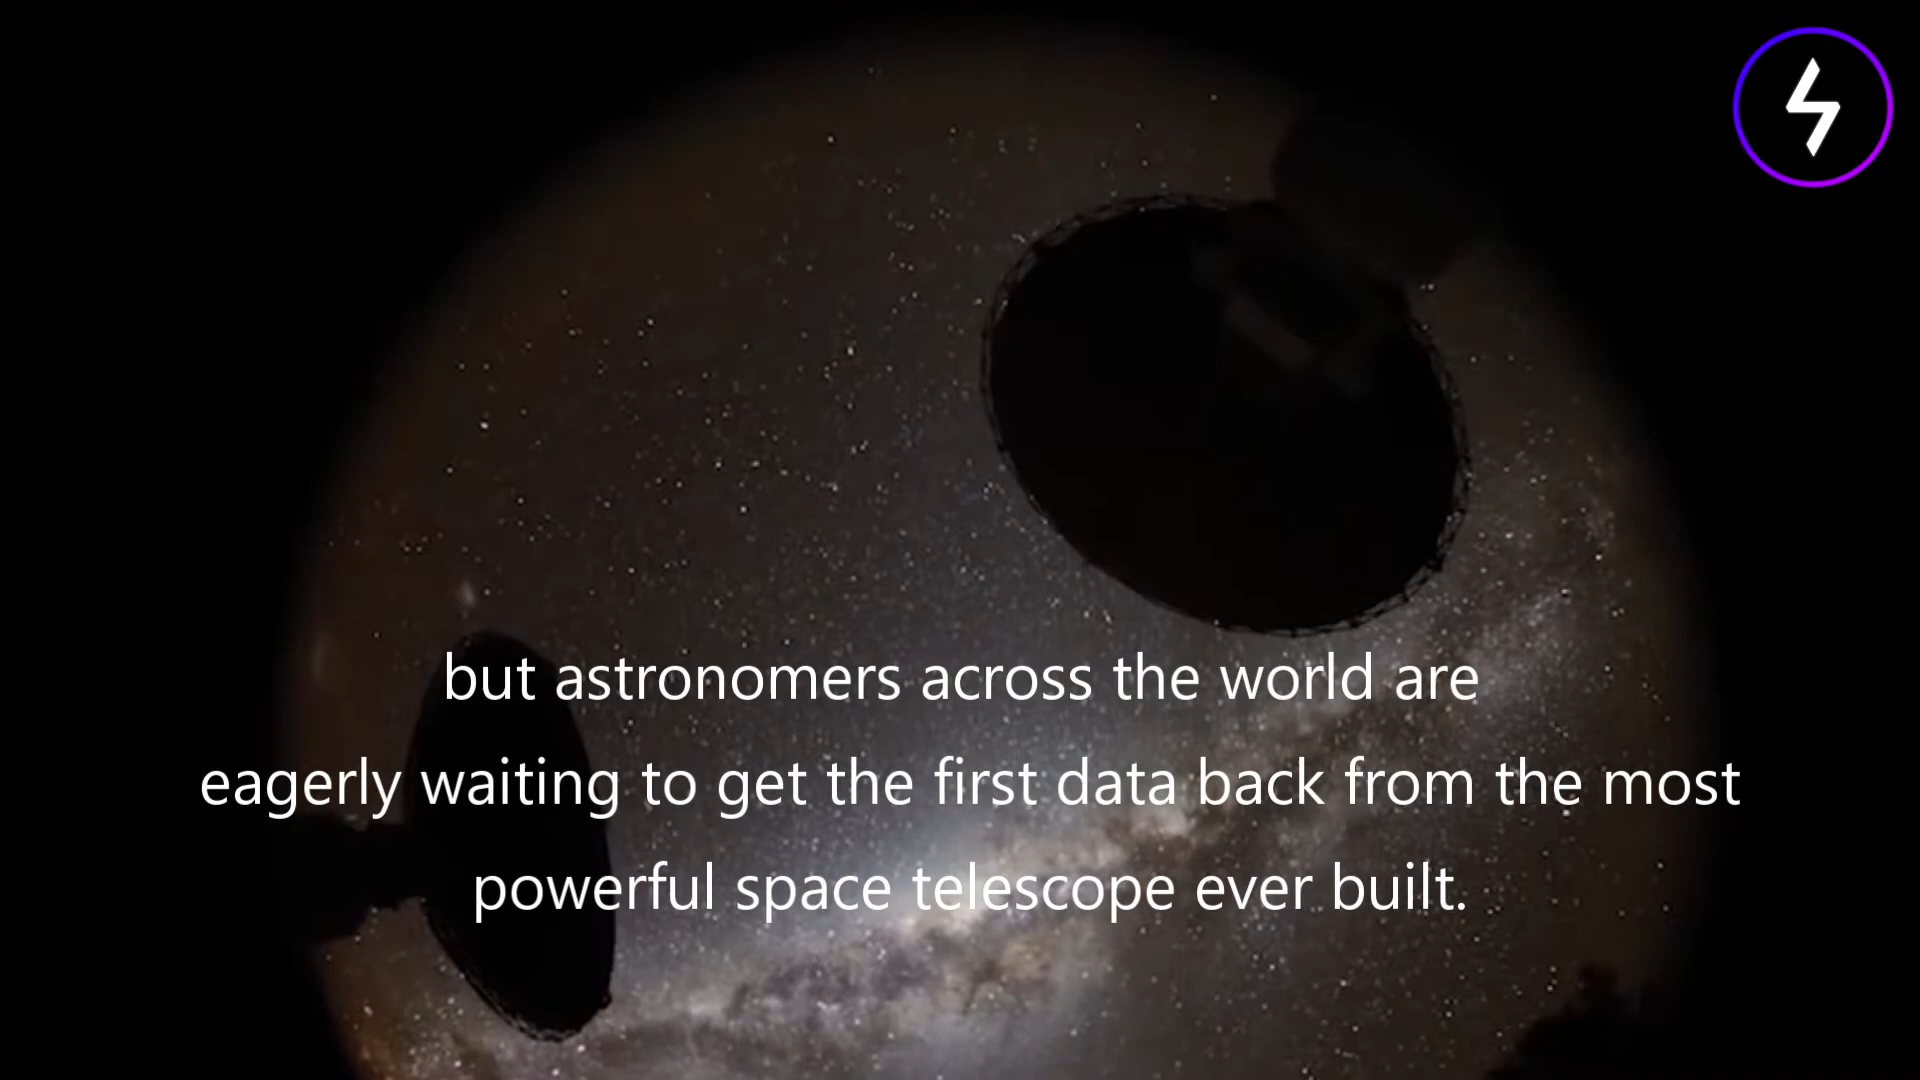 but astronomers across the world are
eagerly waiting to get the first data back from the most
powerful space telescope ever built.